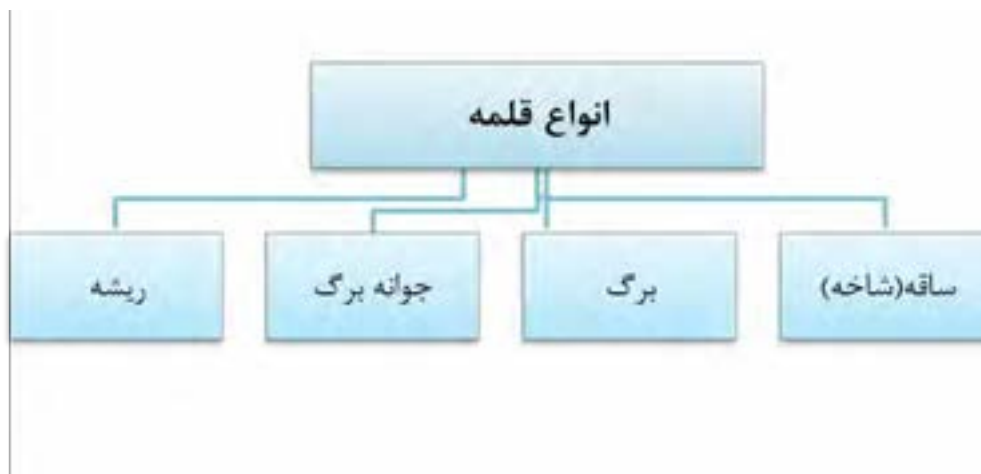 انواع قلمه
ساقه(شاخه)
برگ
جوانه برگ
ریشه